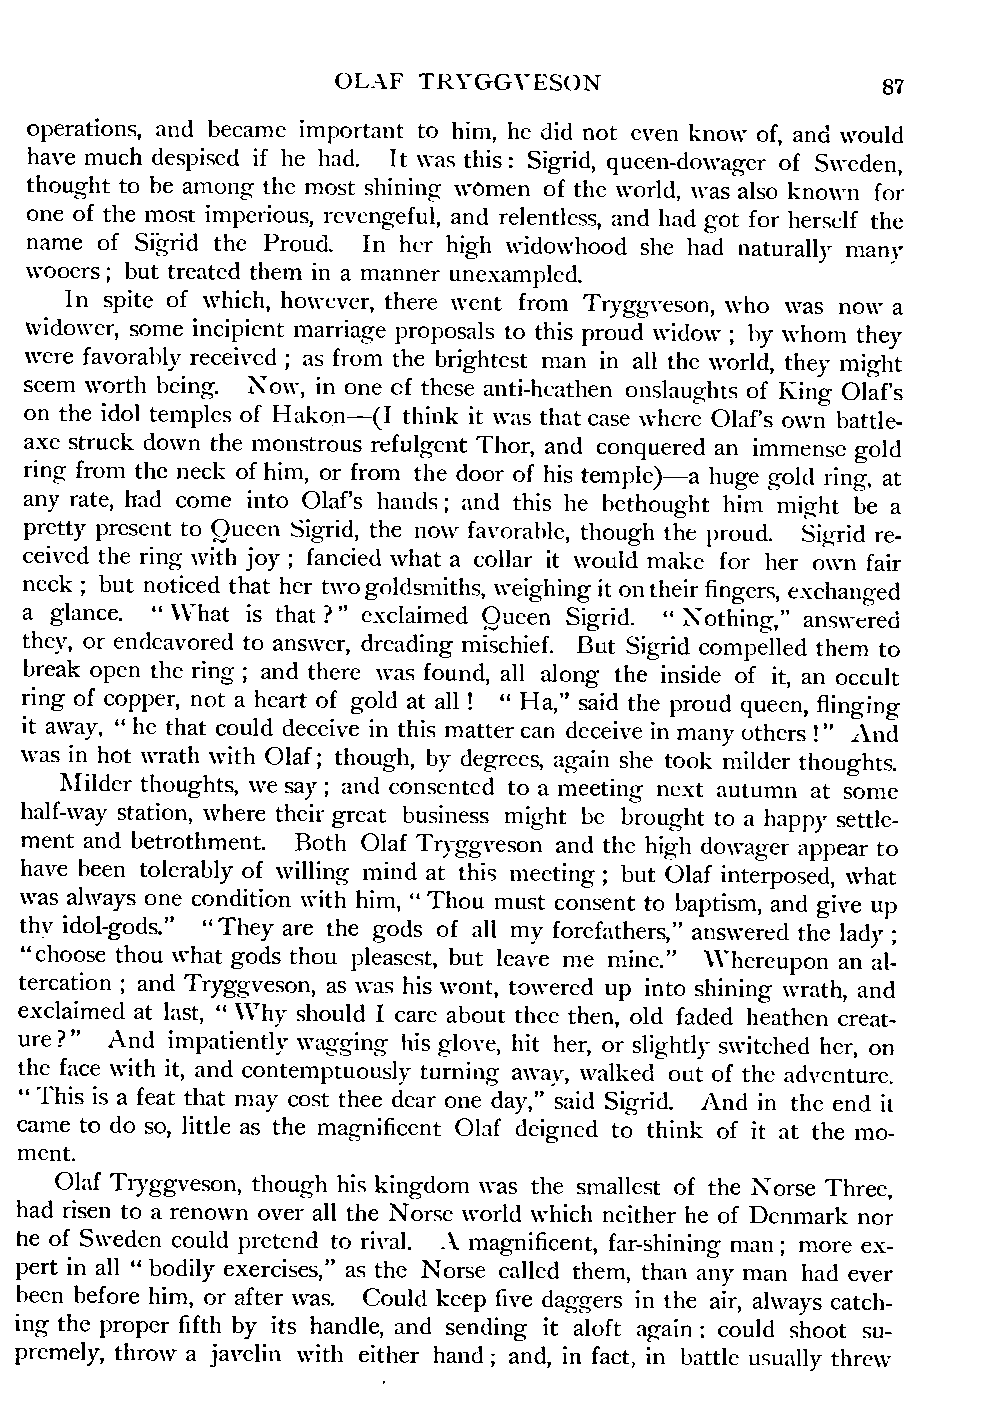 OLAF TRYGGVESON 87
operations, and became important to him, he did not even know of, and would
have much despised if he had. It was this: Sigrid, queen-dowager of Sweden,
thought to be among the most shining women of the world, was also known for
one of the most imperious, revengeful, and relentless, and had got for herself the
name of Sigrid the Proud. In her high widowhood she had naturally many
wooers; but treated them in a manner unexampled.
In spite of which, however, there went from Tryggveson, who was now a
widower, some incipient marriage proposals to this proud widow; by whom they
were favorably received; as from the brightest man in all the world, they might
seem worth being. Now, in one of these anti-heathen onslaughts of King Olaf's
on the idol temples of Hakon—(I think it was that case where Olaf's own battle-
axe struck down the monstrous refulgent Thor, and conquered an immense gold
ring from the neck of him, or from the door of his temple)—a huge gold ring, at
any rate, had come into Olaf's hands; and this he bethought him might be a
pretty present to Queen Sigrid, the now favorable, though the proud. Sigrid re-
ceived the ring with joy; fancied what a collar it would make for her own fair
neck; but noticed that her two goldsmiths, weighing it on their fingers, exchanged
a glance. "What is that?" exclaimed Queen Sigrid. "Nothing," answered
they, or endeavored to answer, dreading mischief. But Sigrid compelled them to
break open the ring; and there was found, all along the inside of it, an occult
ring of copper, not a heart of gold at all! "Ha," said the proud queen, flinging
it away, "he that could deceive in this matter can deceive in many others!" And
was in hot wrath with Olaf; though, by degrees, again she took milder thoughts.
Milder thoughts, we say; and consented to a meeting next autumn at some
half-way station, where their great business might be brought to a happy settle-
ment and betrothment. Both Olaf Tryggveson and the high dowager appear to
have been tolerably of willing mind at this meeting; but Olaf interposed, what
was always one condition with him, "Thou must consent to baptism, and give up
thy idol-gods." "They are the gods of all my forefathers," answered the lady;
"choose thou what gods thou pleasest, but leave me mine." Whereupon an al-
tercation; and Tryggveson, as was his wont, towered up into shining wrath, and
exclaimed at last, "Why should I care about thee then, old faded heathen creat-
ure?" And impatiently wagging his glove, hit her, or slightly switched her, on
the face with it, and contemptuously turning away, walked out of the adventure.
"This is a feat that may cost thee dear one day," said Sigrid. And in the end it
came to do so, little as the magnificent Olaf deigned to think of it at the mo-
ment.
Olaf Tryggveson, though his kingdom was the smallest of the Norse Three,
had risen to a renown over all the Norse world which neither he of Denmark nor
he of Sweden could pretend to rival. A magnificent, far-shining man; more ex-
pert in all "bodily exercises," as the Norse called them, than any man had ever
been before him, or after was. Could keep five daggers in the air, always catch-
ing the proper fifth by its handle, and sending it aloft again; could shoot su-
premely, throw a javelin with either hand; and, in fact, in battle usually threw